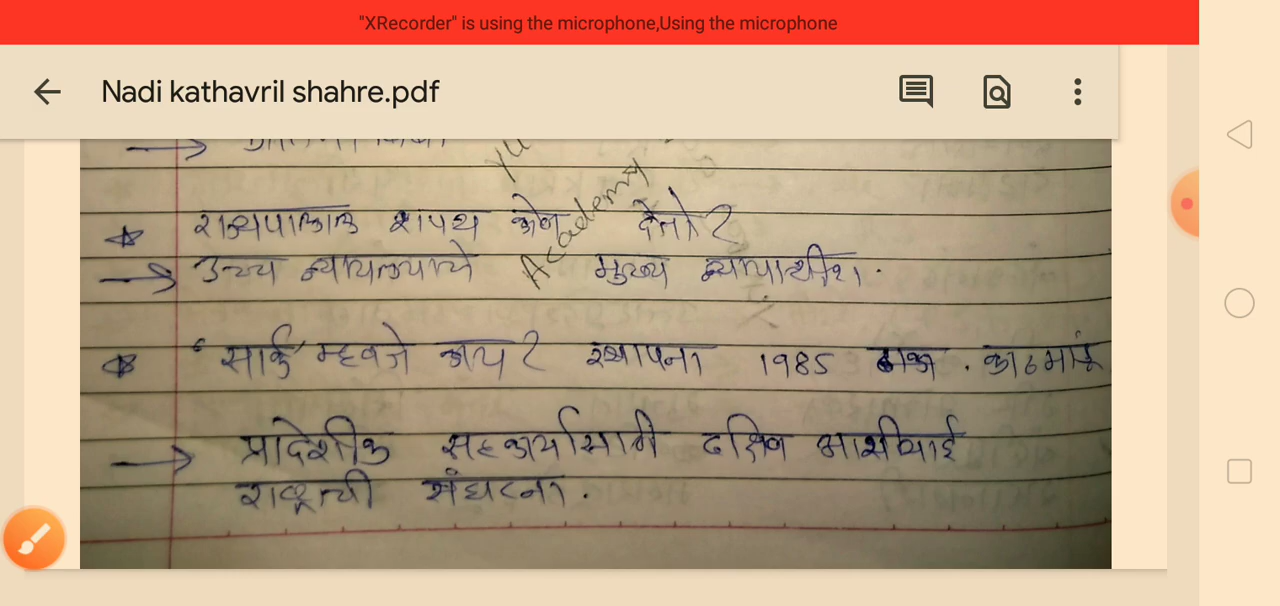 "XRecorder" is using the microphone,Using the microphone
Nadi kathavril shahre.pdf
Academy
राज्यपालाल शपथ कोण देतो?
उच्च न्यायलयाचे मुख्य न्यायाधीश.
'सार्क' म्हणजे काय? स्थापना 1985 काठमांडू
प्रादेशीक सहकार्यासाठी दक्षिण आशीयाई
राष्ट्रांची संघटना.